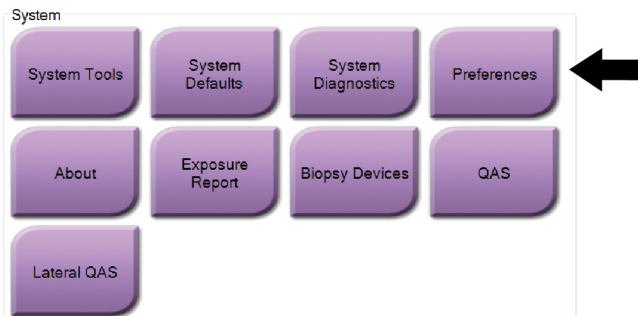 System
System Tools
System
Defaults
System
Diagnostics
Preferences
About
Exposure
Report
Biopsy Devices
QAS
Lateral QAS